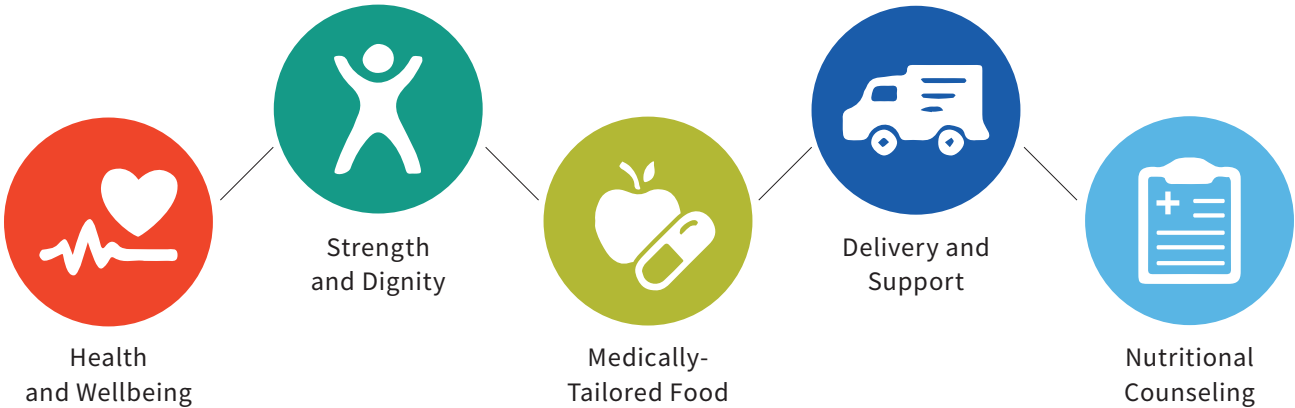 Health
and Wellbeing
Strength
and Dignity
Medically-
Tailored Food
Delivery and
Support
Nutritional
Counseling